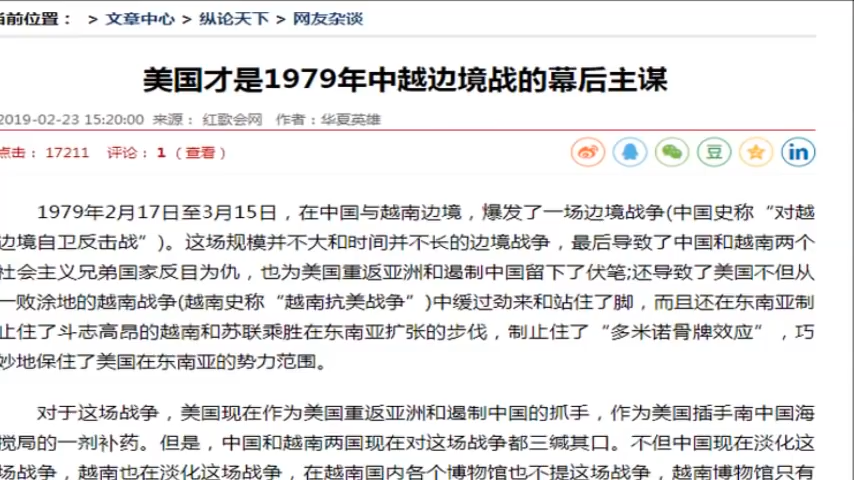 当前位置： > 文章中心 > 纵论天下 > 网友杂谈
美国才是1979年中越边境战的幕后主谋
2019-02-23 15:20:00 来源： 红歌会网 作者：华夏英雄
点击： 17211 评论： 1 （查看）
豆 in
1979年2月17日至3月15日，在中国与越南边境，爆发了一场边境战争(中国史称“对越
边境自卫反击战”)。这场规模并不大和时间并不长的边境战争，最后导致了中国和越南两个
社会主义兄弟国家反目为仇，也为美国重返亚洲和遏制中国留下了伏笔;还导致了美国不但从
一败涂地的越南战争(越南史称“越南抗美战争”)中缓过劲来和站住了脚，而且还在东南亚制
止住了斗志高昂的越南和苏联乘胜在东南亚扩张的步伐，制止住了“多米诺骨牌效应”，巧
妙地保住了美国在东南亚的势力范围。
对于这场战争，美国现在作为美国重返亚洲和遏制中国的抓手，作为美国插手南中国海
搅局的一剂补药。但是，中国和越南两国现在对这场战争都三缄其口。不但中国现在淡化这
场战争，越南也在淡化这场战争，在越南国内各个博物馆也不提这场战争，越南博物馆只有